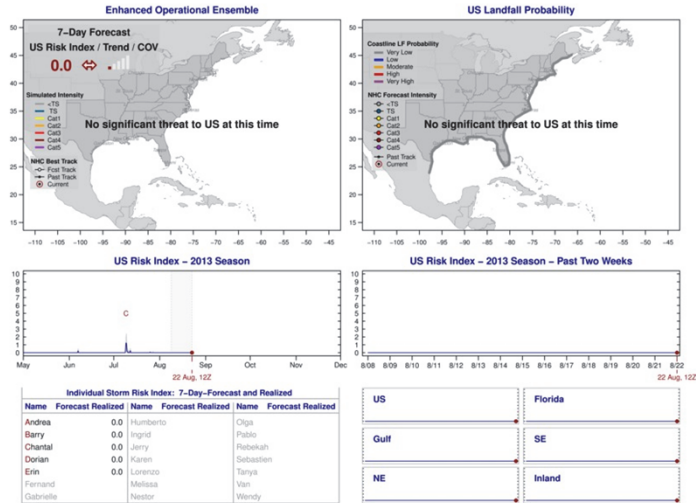 Enhanced Operational Ensemble
7-Day Forecast
US Risk Index / Trend / COV
0.0
Simulated Intensity
<TS
TS
Cat1
Cat2
Cat3
Cat4
Cat5
NHC Best Track
Fcst Track
Past Track
Current
No significant threat to US at this time
50
45
40
35
30
25
20
15
-110 -105 -100 -95 -90 -85 -80 -75 -70 -65 -60 -55 -50 -45
US Landfall Probability
Coastline LF Probability
Very Low
Low
Moderate
High
Very High
NHC Forecast Intensity
<TS
TS
Cat1
Cat2
Cat3
Cat4
Cat5
Past Track
Current
No significant threat to US at this time
50
45
40
35
30
25
20
15
-110 -105 -100 -95 -90 -85 -80 -75 -70 -65 -60 -55 -50 -45
US Risk Index - 2013 Season
10
9
8
7
6
5
4
3
2
1
0
C
May Jun Jul Aug Sep Oct Nov Dec
22 Aug, 12Z
US Risk Index - 2013 Season - Past Two Weeks
10
9
8
7
6
5
4
3
2
1
0
8/08 8/09 8/10 8/11 8/12 8/13 8/14 8/15 8/16 8/17 8/18 8/19 8/20 8/21 8/22
22 Aug, 12Z
Individual Storm Risk Index: 7-Day-Forecast and Realized
Name Forecast Realized Name Forecast Realized Name Forecast Realized
Andrea 0.0 Humberto Olga
Barry 0.0 Ingrid Pablo
Chantal 0.0 Jerry Rebekah
Dorian 0.0 Karen Sebastien
Erin 0.0 Lorenzo Tanya
Fernand Melissa Van
Gabrielle Nestor Wendy
US Florida
Gulf SE
NE Inland